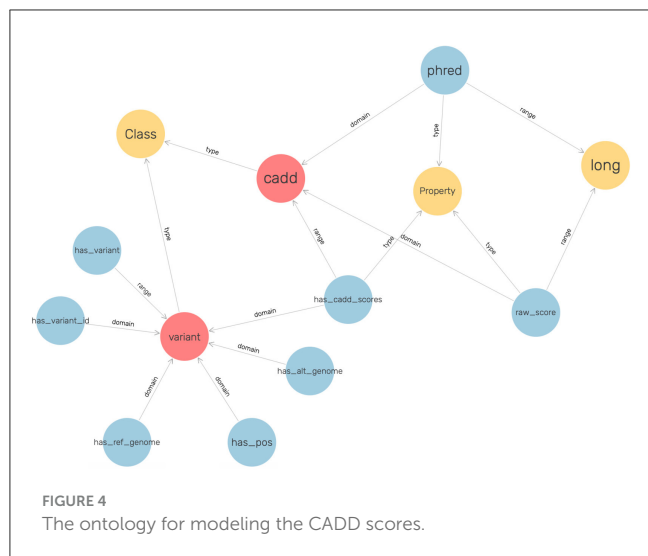 phred
Class
domain
type
range
type
cadd
long
Property
type
has_variant
range
type
domain
type
range
range
has_cadd_scores
raw_score
has_variant_id
domain
domain
variant
domain
has_alt_genome
domain
domain
has_ref_genome
has_pos
FIGURE 4
The ontology for modeling the CADD scores.